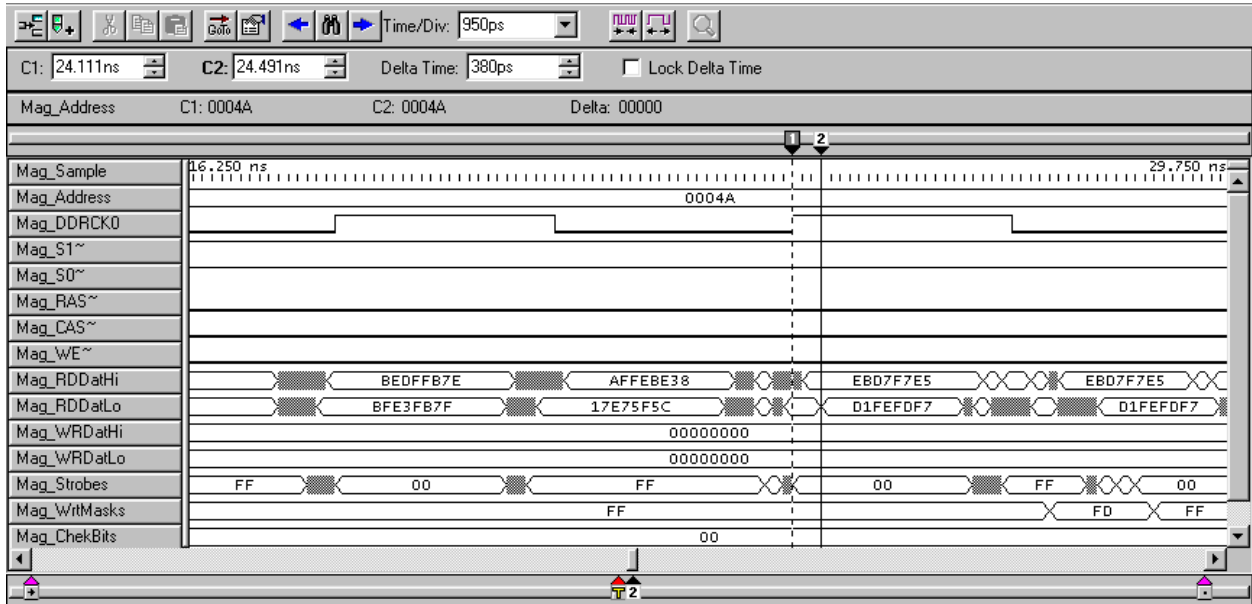 GoTo Time/Div: 950ps
C1: 24.111ns C2: 24.491ns Delta Time: 380ps Lock Delta Time
Mag_Address C1: 0004A C2: 0004A Delta: 00000
1 2
Mag_Sample 16.250 ns 29.750 ns
Mag_Address 0004A
Mag_DDRCK0
Mag_S1~
Mag_S0~
Mag_RAS~
Mag_CAS~
Mag_WE~
Mag_RDDatHi BEDFFB7E AFFEBE38 EBD7F7E5 EBD7F7E5
Mag_RDDatLo BFE3FB7F 17E75F5C D1FEFDF7 D1FEFDF7
Mag_WRDatHi 00000000
Mag_WRDatLo 00000000
Mag_Strobes FF 00 FF 00 FF 00
Mag_WrtMasks FF FD FF
Mag_ChekBits 00
T 2